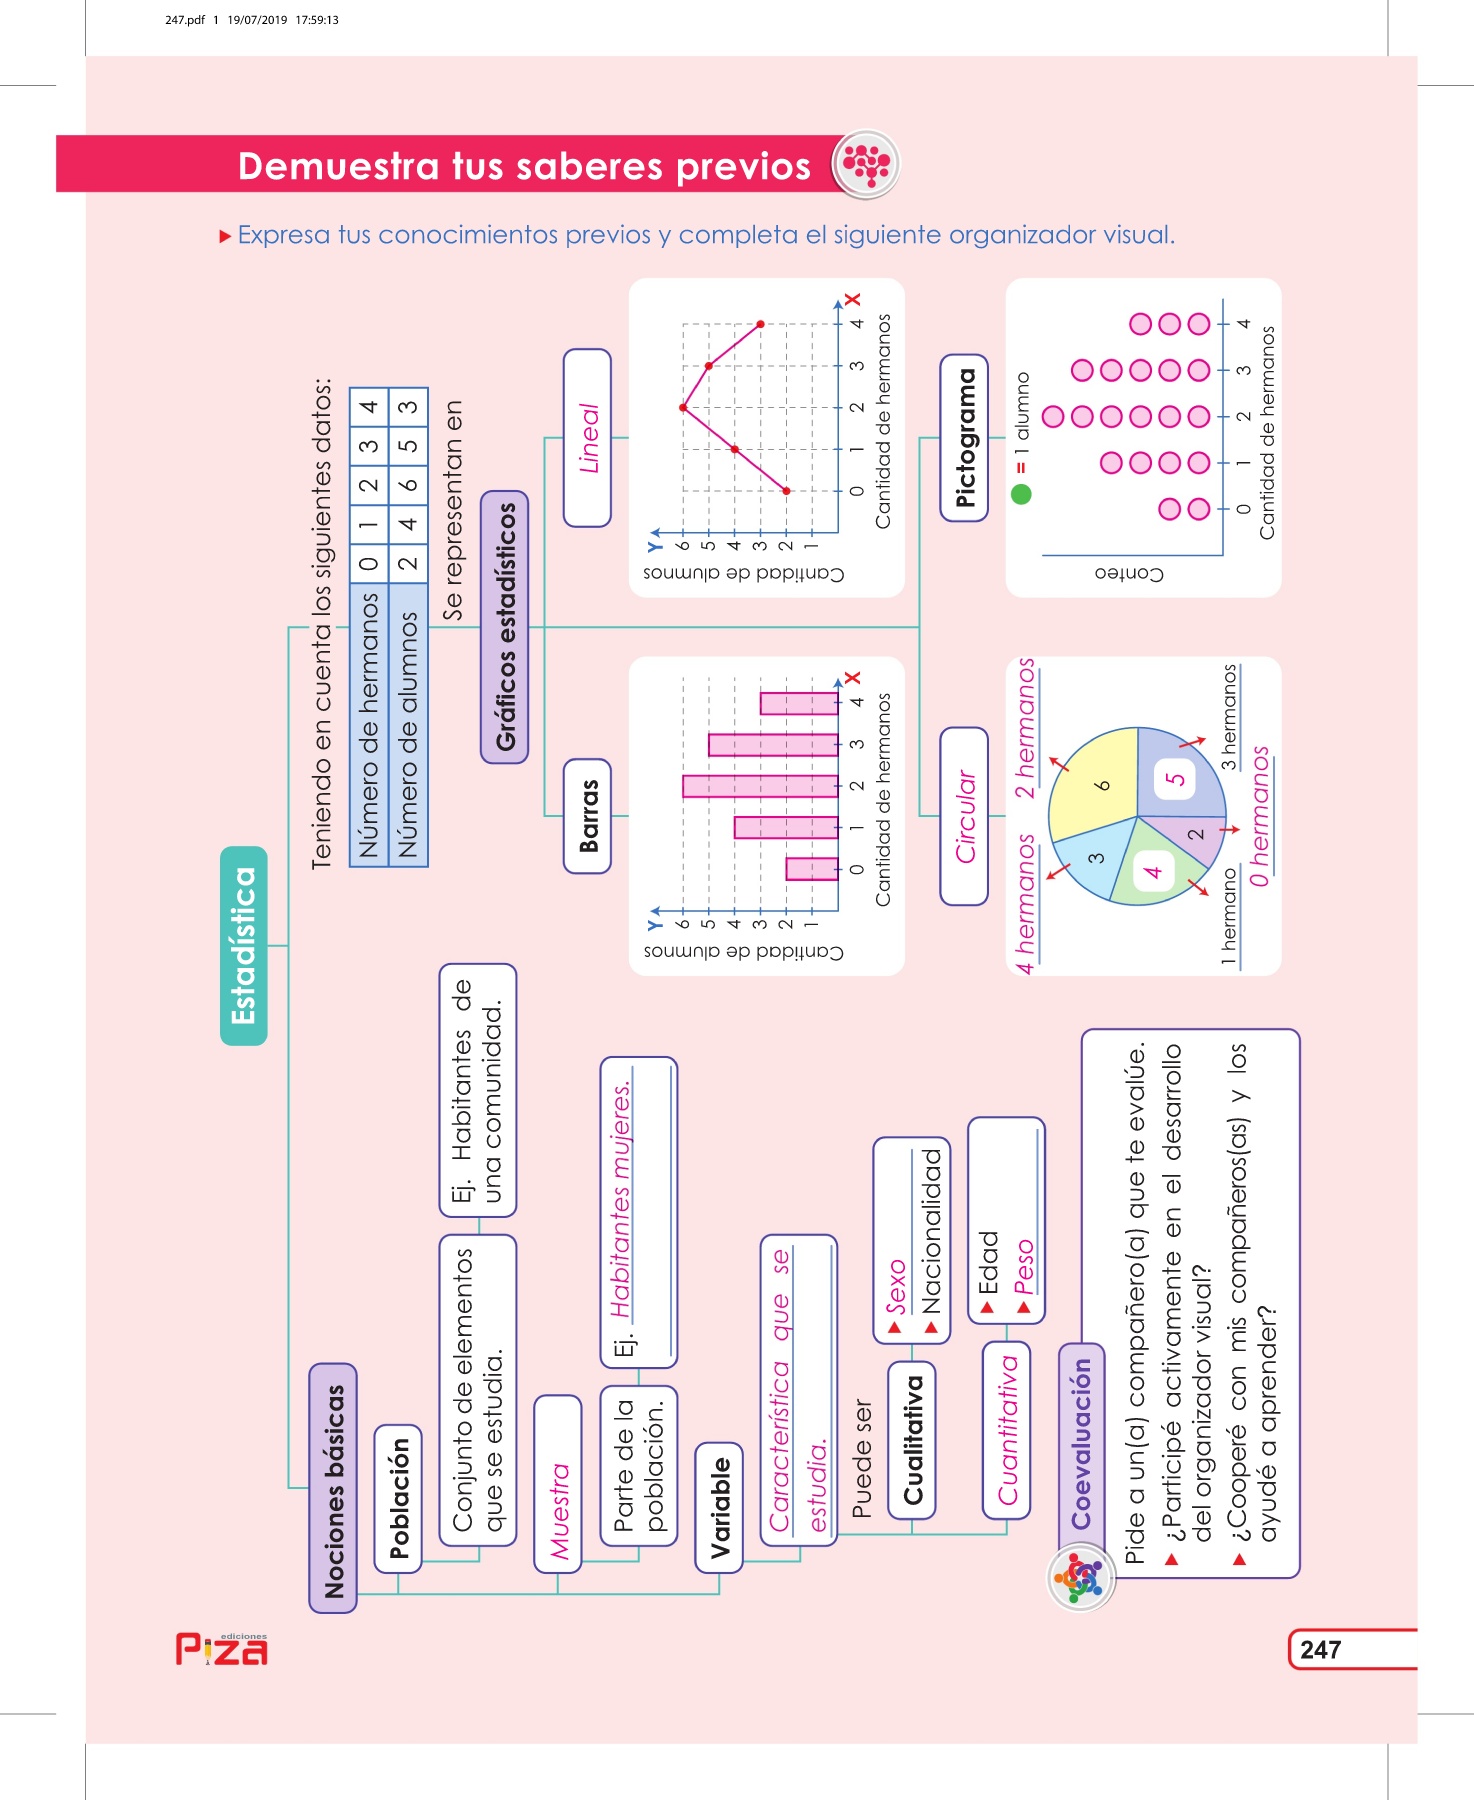 247.pdf 1 19/07/2019 17:59:13
Demuestra tus saberes previos
Expresa tus conocimientos previos y completa el siguiente organizador visual.
Estadística
Nociones básicas
Población
Conjunto de elementos
que se estudia.
Ej. Habitantes de
una comunidad.
Muestra
Parte de la
población.
Ej. Habitantes mujeres.
Variable
Característica que se
estudia.
Puede ser
Cualitativa
Sexo
Nacionalidad
Cuantitativa
Edad
Peso
Teniendo en cuenta los siguientes datos:
Número de hermanos 0 1 2 3 4
Número de alumnos 2 4 6 5 3
Se representan en
Gráficos estadísticos
Barras
Y
6
5
4
3
2
1
Cantidad de alumnos
0 1 2 3 4 X
Cantidad de hermanos
Lineal
Y
6
5
4
3
2
1
Cantidad de alumnos
0 1 2 3 4 X
Cantidad de hermanos
Circular
4 hermanos 2 hermanos
3 6
4 2 5
1 hermano 3 hermanos
0 hermanos
Pictograma
= 1 alumno
Conteo
0 1 2 3 4
Cantidad de hermanos
Coevaluación
Pide a un(a) compañero(a) que te evalúe.
¿Participé activamente en el desarrollo
del organizador visual?
¿Cooperé con mis compañeros(as) y los
ayudé a aprender?
ediciones
Piza
247